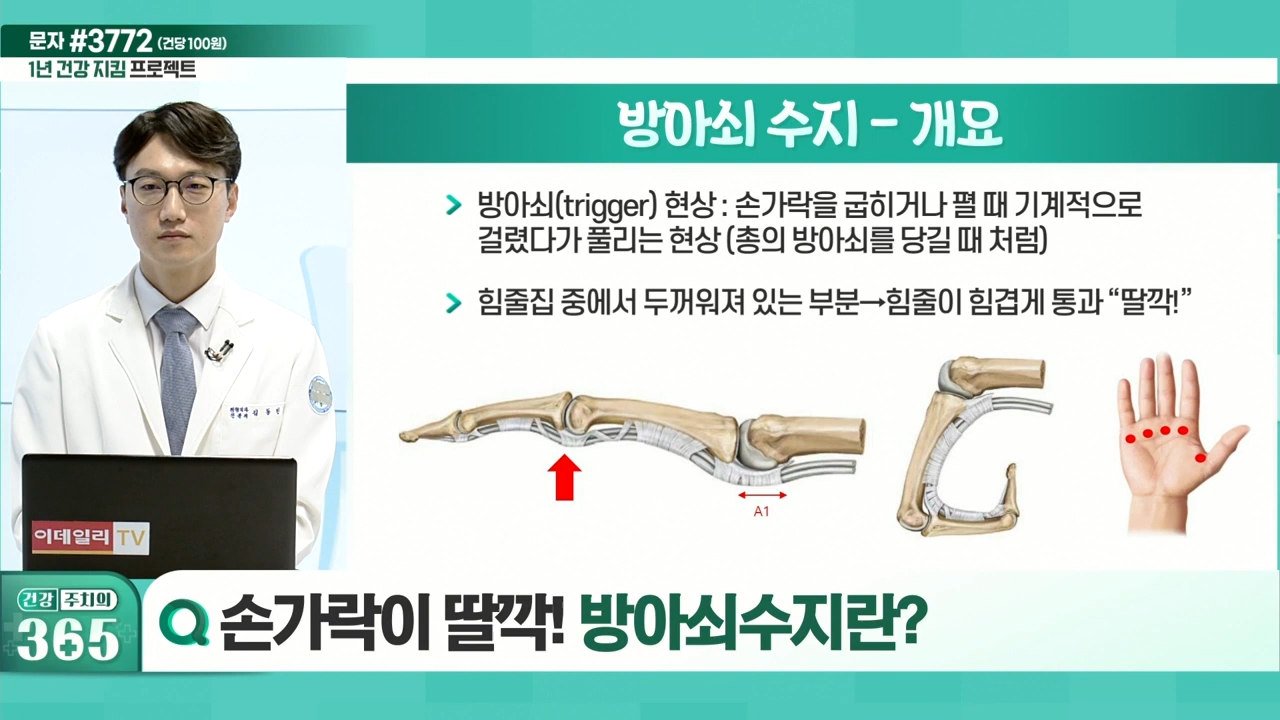 문자 #3772 (건당 100원)
1년 건강 지킴 프로젝트
방아쇠 수지 - 개요
방아쇠(trigger) 현상 : 손가락을 굽히거나 펼 때 기계적으로
걸렸다가 풀리는 현상 (총의 방아쇠를 당길 때 처럼)
힘줄집 중에서 두꺼워져 있는 부분→힘줄이 힘겹게 통과 “딸깍!”
A1
이데일리 TV
건강 주치의
365
Q 손가락이 딸깍! 방아쇠수지란?